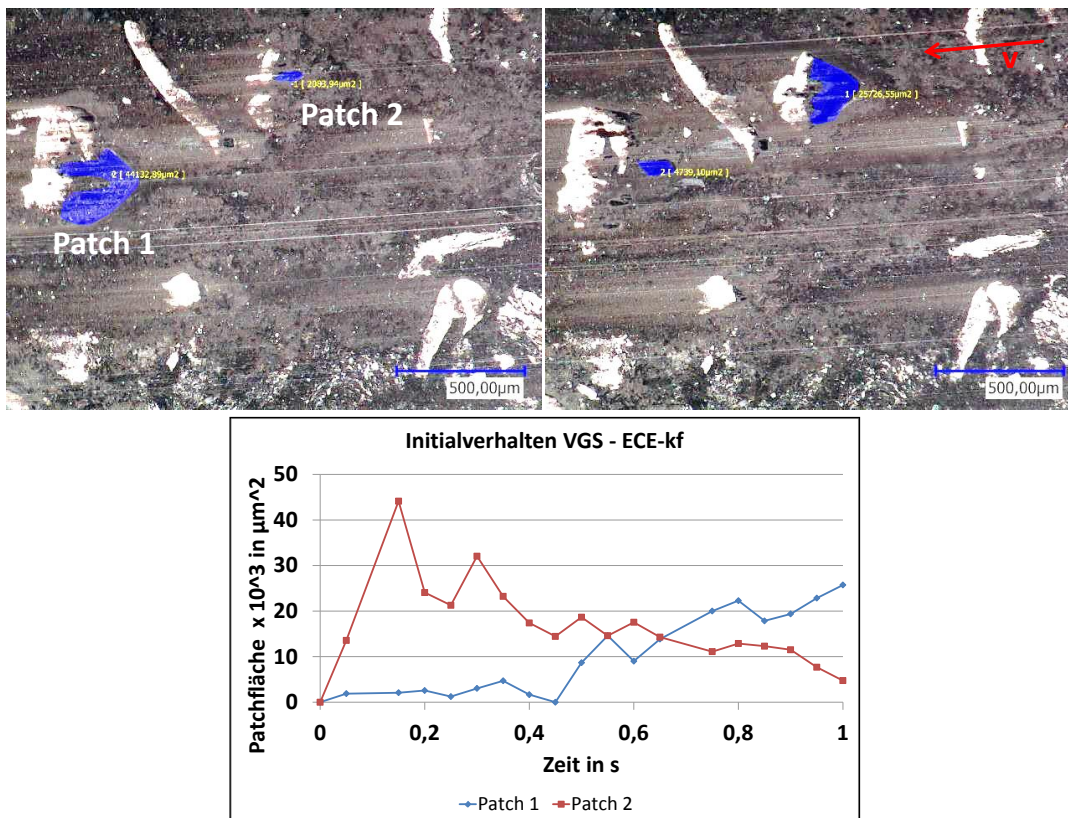 1 [ 2093,94µm2 ]
Patch 2
2 [ 44132,89µm2 ]
Patch 1
500,00µm
V
1 [ 25726,55µm2 ]
2 [ 4739,10µm2 ]
500,00µm
Initialverhalten VGS - ECE-kf
Patchfläche x 10^3 in µm^2
50
40
30
20
10
0
0
0,2
0,4
0,6
0,8
1
Zeit in s
Patch 1
Patch 2